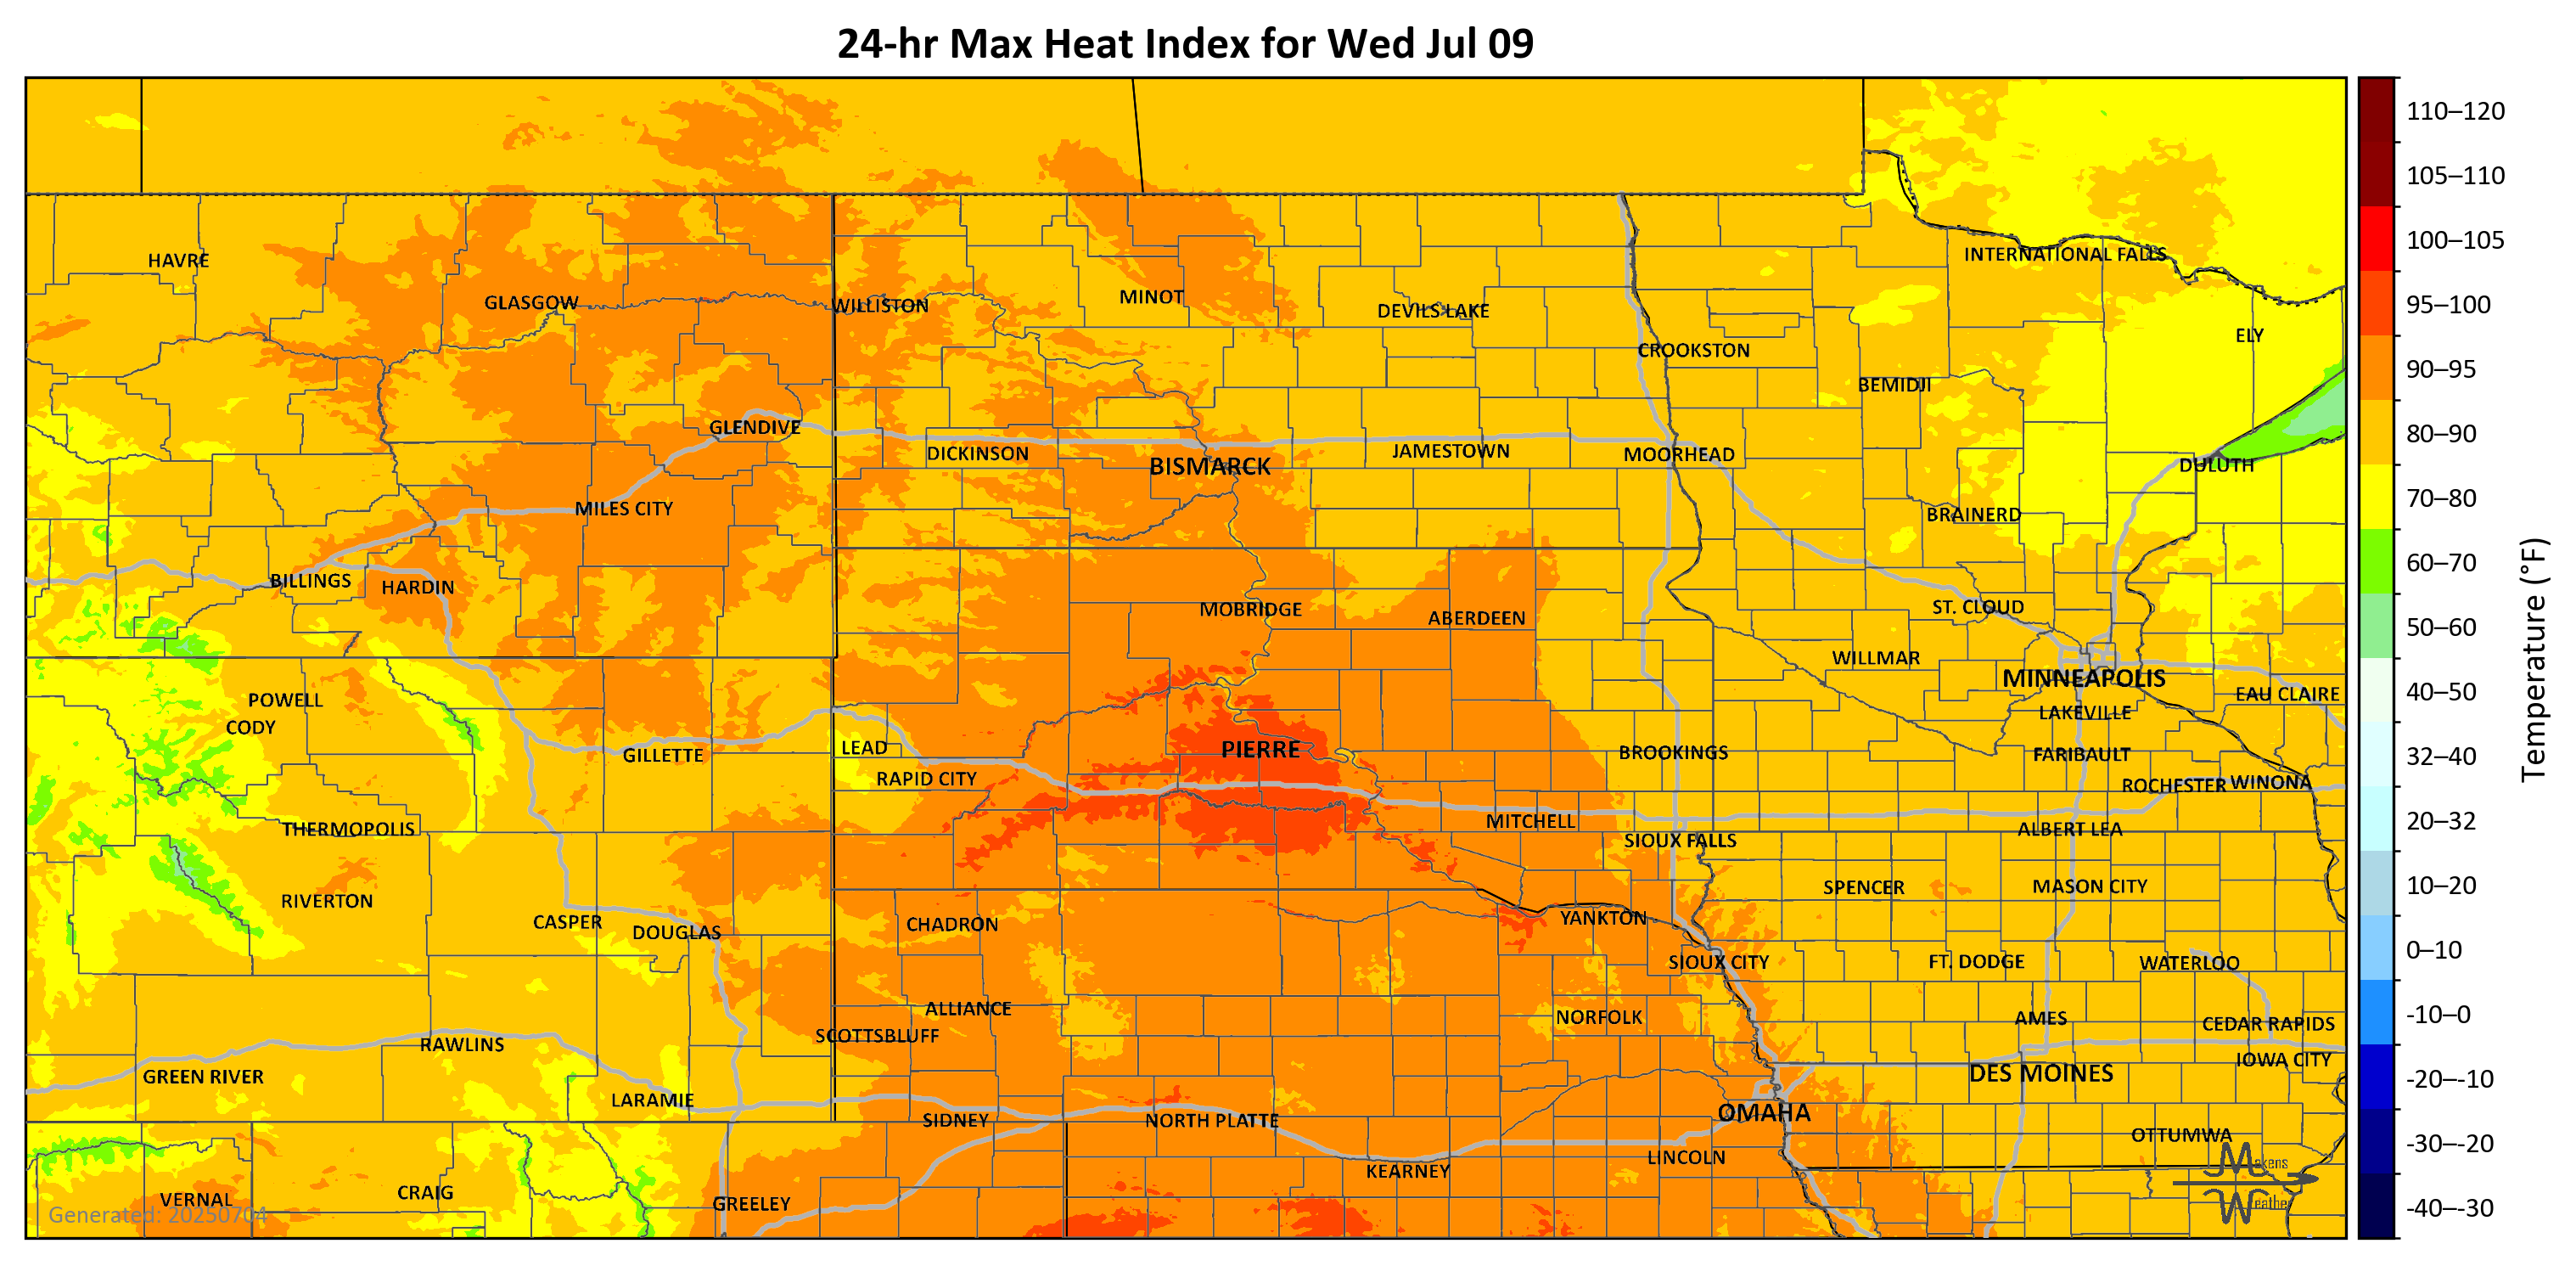 24-hr Max Heat Index for Wed Jul 09
110–120
105–110
100–105
95–100
90–95
80–90
70–80
60–70
50–60
40–50
32–40
20–32
10–20
0–10
-10–0
-20–-10
-30–-20
-40–-30
Temperature (°F)
HAVRE
GLASGOW
WILLISTON
MINOT
DEVILS LAKE
CROOKSTON
INTERNATIONAL FALLS
ELY
BEMIDJI
GLENDIVE
DICKINSON
BISMARCK
JAMESTOWN
MOORHEAD
DULUTH
MILES CITY
BRAINERD
BILLINGS
HARDIN
MOBRIDGE
ABERDEEN
ST. CLOUD
WILLMAR
MINNEAPOLIS
EAU CLAIRE
POWELL
CODY
LAKEVILLE
GILLETTE
LEAD
PIERRE
BROOKINGS
FARIBAULT
RAPID CITY
ROCHESTER
WINONA
THERMOPOLIS
MITCHELL
SIOUX FALLS
ALBERT LEA
RIVERTON
SPENCER
MASON CITY
CASPER
DOUGLAS
CHADRON
YANKTON
SIOUX CITY
FT. DODGE
WATERLOO
ALLIANCE
NORFOLK
AMES
CEDAR RAPIDS
SCOTTSBLUFF
RAWLINS
IOWA CITY
GREEN RIVER
DES MOINES
LARAMIE
SIDNEY
NORTH PLATTE
OMAHA
OTTUMWA
KEARNEY
LINCOLN
VERNAL
CRAIG
GREELEY
Generated: 20250704
Makens
Weather